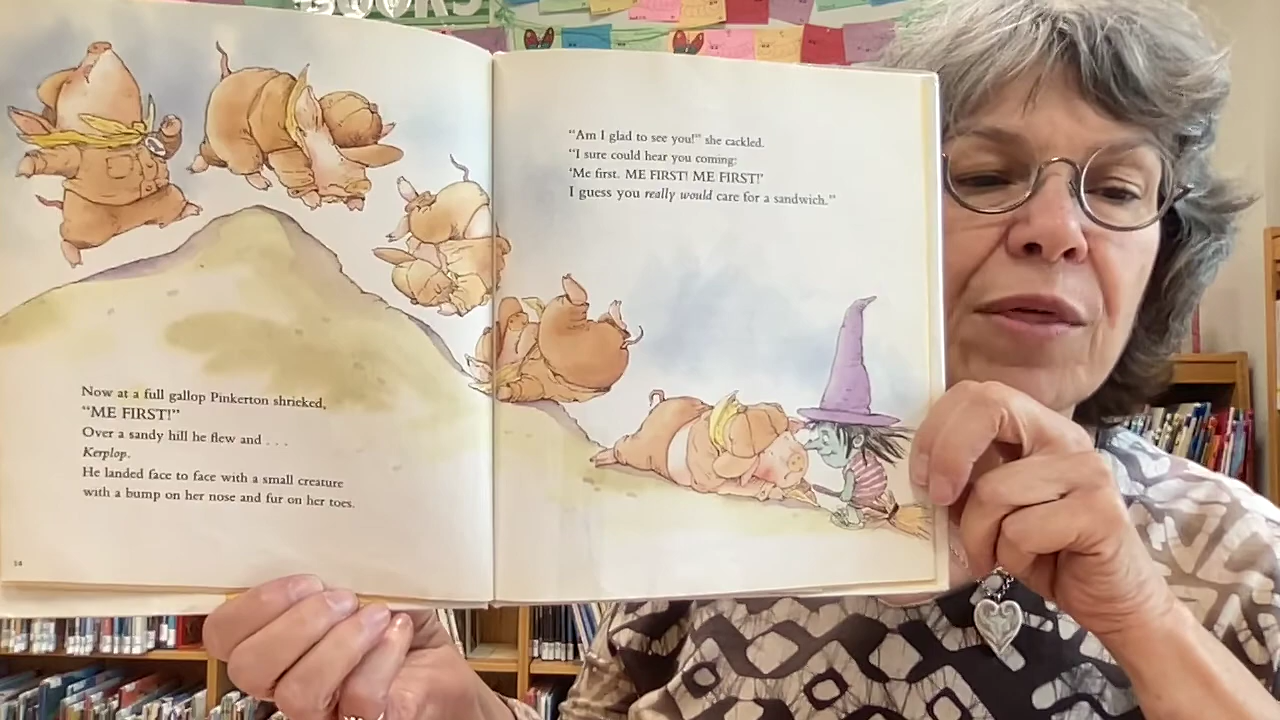 BOOKS
Now at a full gallop Pinkerton shrieked,
“ME FIRST!”
Over a sandy hill he flew and . . .
Kerplop.
He landed face to face with a small creature
with a bump on her nose and fur on her toes.
“Am I glad to see you!” she cackled.
“I sure could hear you coming:
‘Me first. ME FIRST! ME FIRST!’
I guess you really would care for a sandwich.”